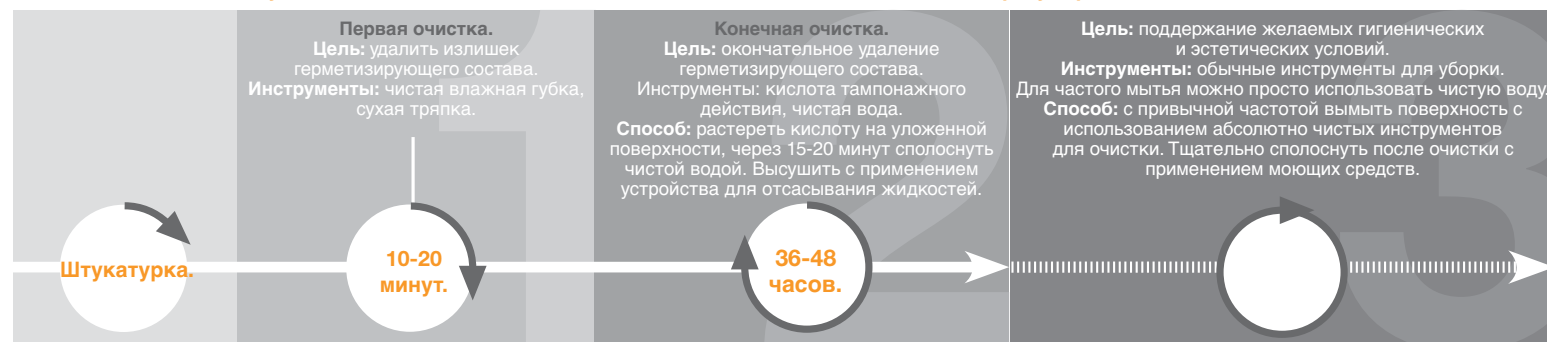 Первая очистка.
Цель: удалить излишек
герметизирующего состава.
Инструменты: чистая влажная губка,
сухая тряпка.
Конечная очистка.
Цель: окончательное удаление
герметизирующего состава.
Инструменты: кислота тампонажного
действия, чистая вода.
Способ: растереть кислоту на уложенной
поверхности, через 15-20 минут сполоснуть
чистой водой. Высушить с применением
устройства для отсасывания жидкостей.
Цель: поддержание желаемых гигиенических
и эстетических условий.
Инструменты: обычные инструменты для уборки.
Для частого мытья можно просто использовать чистую воду.
Способ: с привычной частотой вымыть поверхность с
использованием абсолютно чистых инструментов
для очистки. Тщательно сполоснуть после очистки с
применением моющих средств.
Штукатурка.
10-20
минут.
36-48
часов.
1
2
3